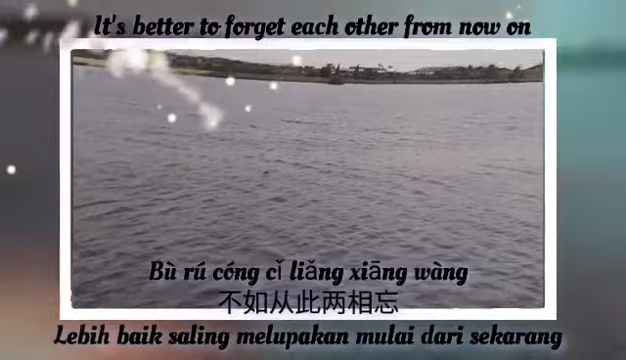 It's better to forget each other from now on
Bù rú cóng cǐ liǎng xiāng wàng
不如从此两相忘
Lebih baik saling melupakan mulai dari sekarang